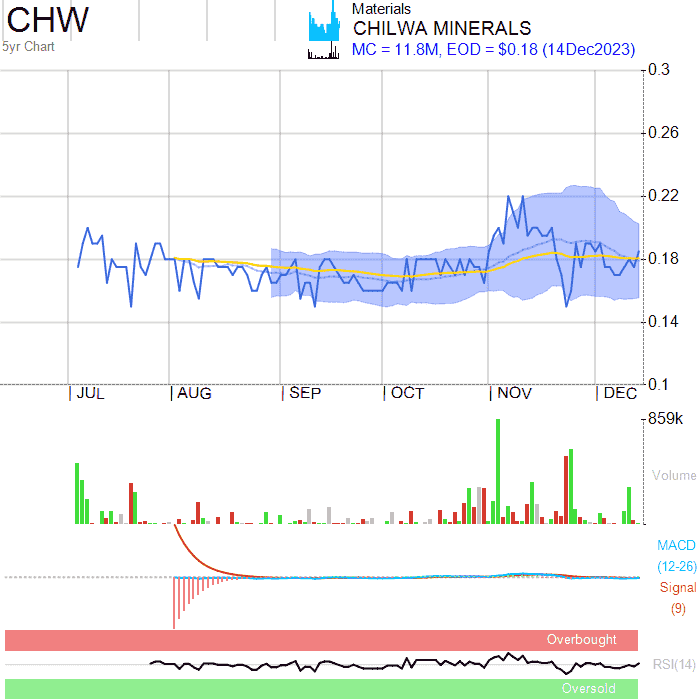 CHW
5yr Chart
Materials
CHILWA MINERALS
MC = 11.8M, EOD = $0.18 (14Dec2023)
0.3
0.26
0.22
0.18
0.14
0.1
JUL AUG SEP OCT NOV DEC
859k
Volume
MACD
(12-26)
Signal
(9)
Overbought
RSI(14)
Oversold